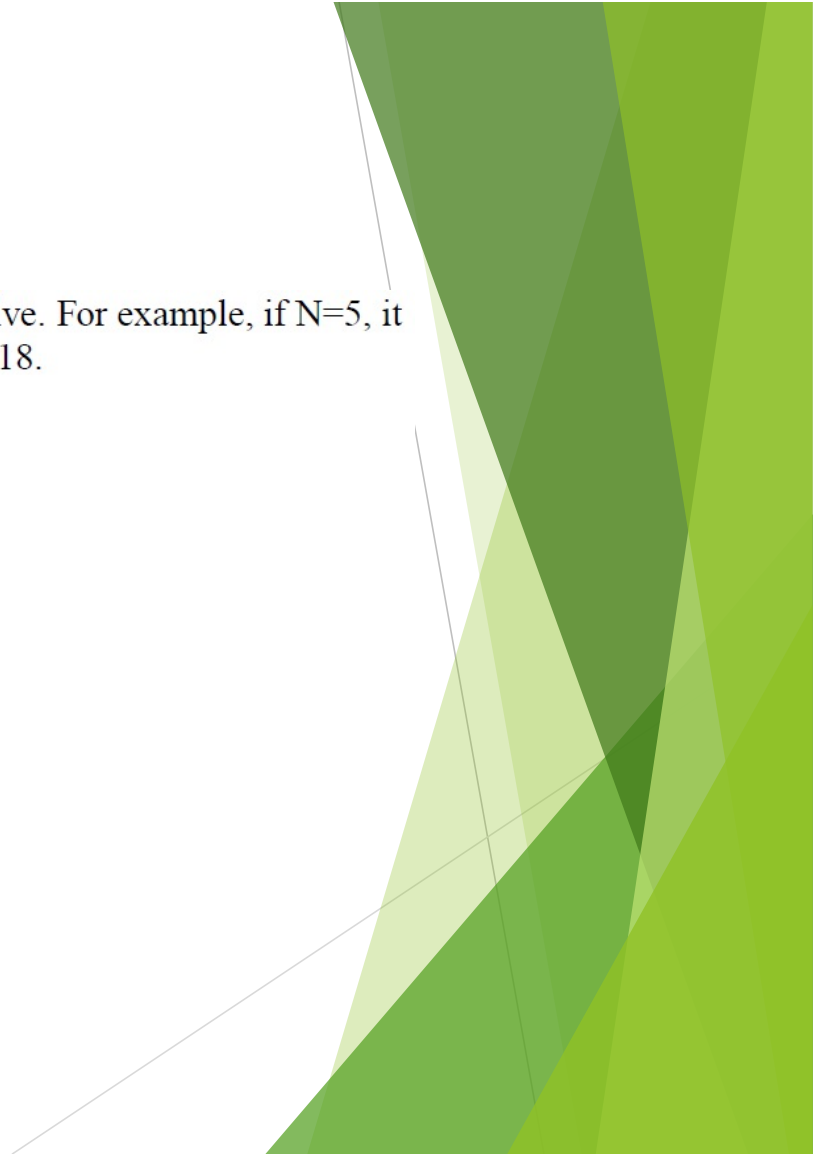 ve. For example, if N=5, it
18.